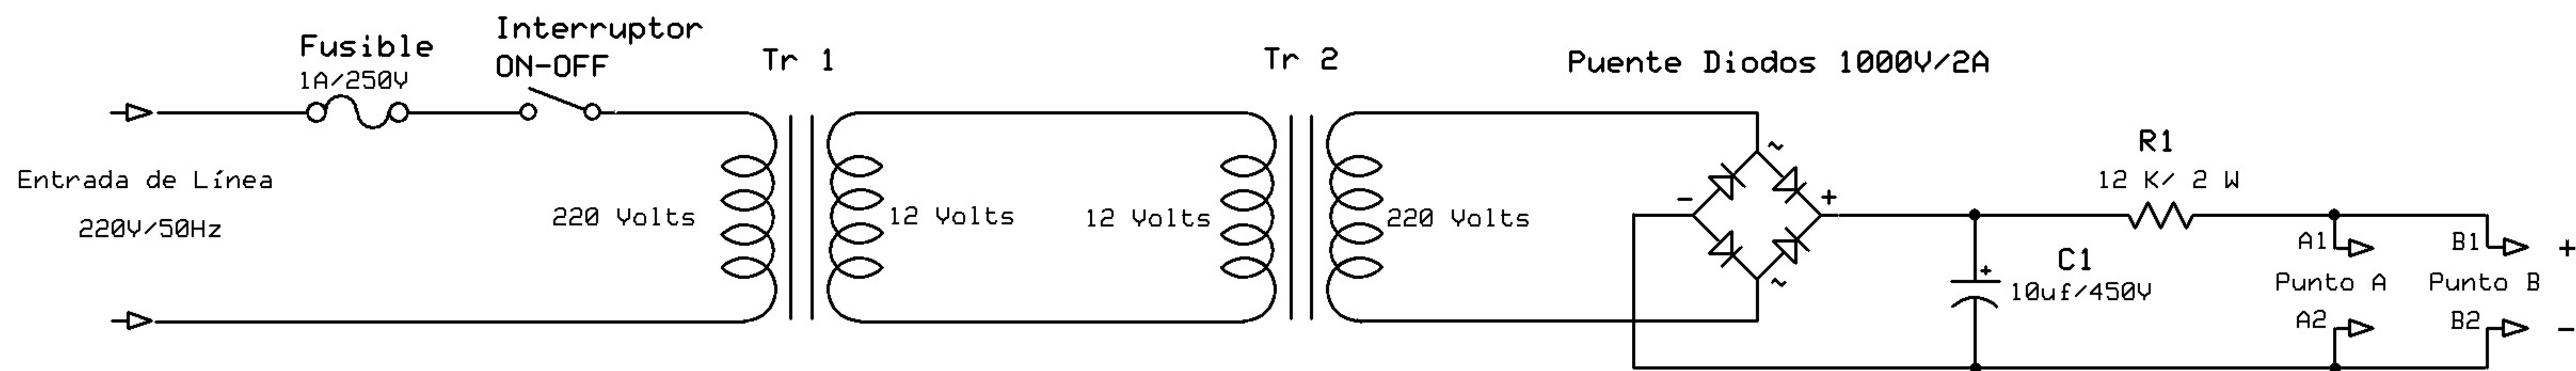 Fusible
1A/250V
Interruptor
ON-OFF
Tr 1
Tr 2
Puente Diodos 1000V/2A
Entrada de Línea
220V/50Hz
220 Volts
12 Volts
12 Volts
220 Volts
~
-
+
~
R1
12 K/ 2 W
+
C1
10uf/450V
A1
Punto A
A2
B1
Punto B
B2
+
-